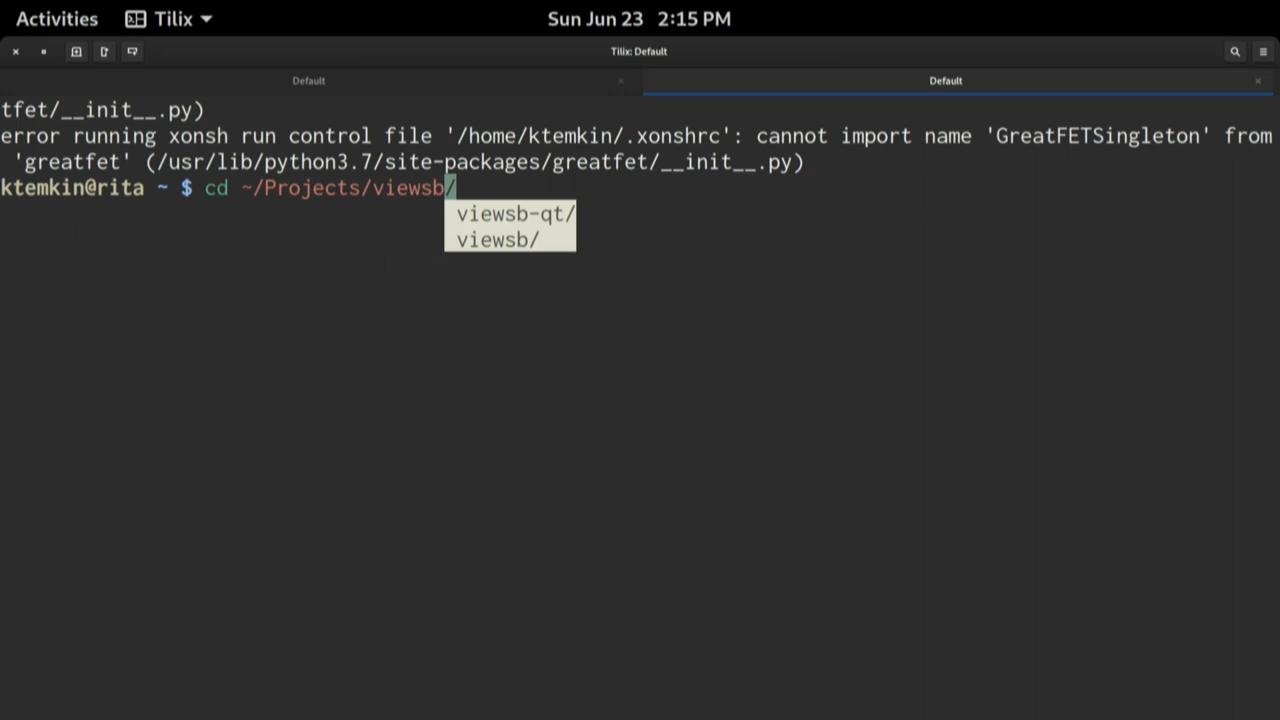 Activities Tilix Sun Jun 23 2:15 PM
Tilix: Default
Default Default
tfet/__init__.py)
error running xonsh run control file '/home/ktemkin/.xonshrc': cannot import name 'GreatFETSingleton' from
'greatfet' (/usr/lib/python3.7/site-packages/greatfet/__init__.py)
ktemkin@rita ~ $ cd ~/Projects/viewsb/
viewsb-qt/
viewsb/